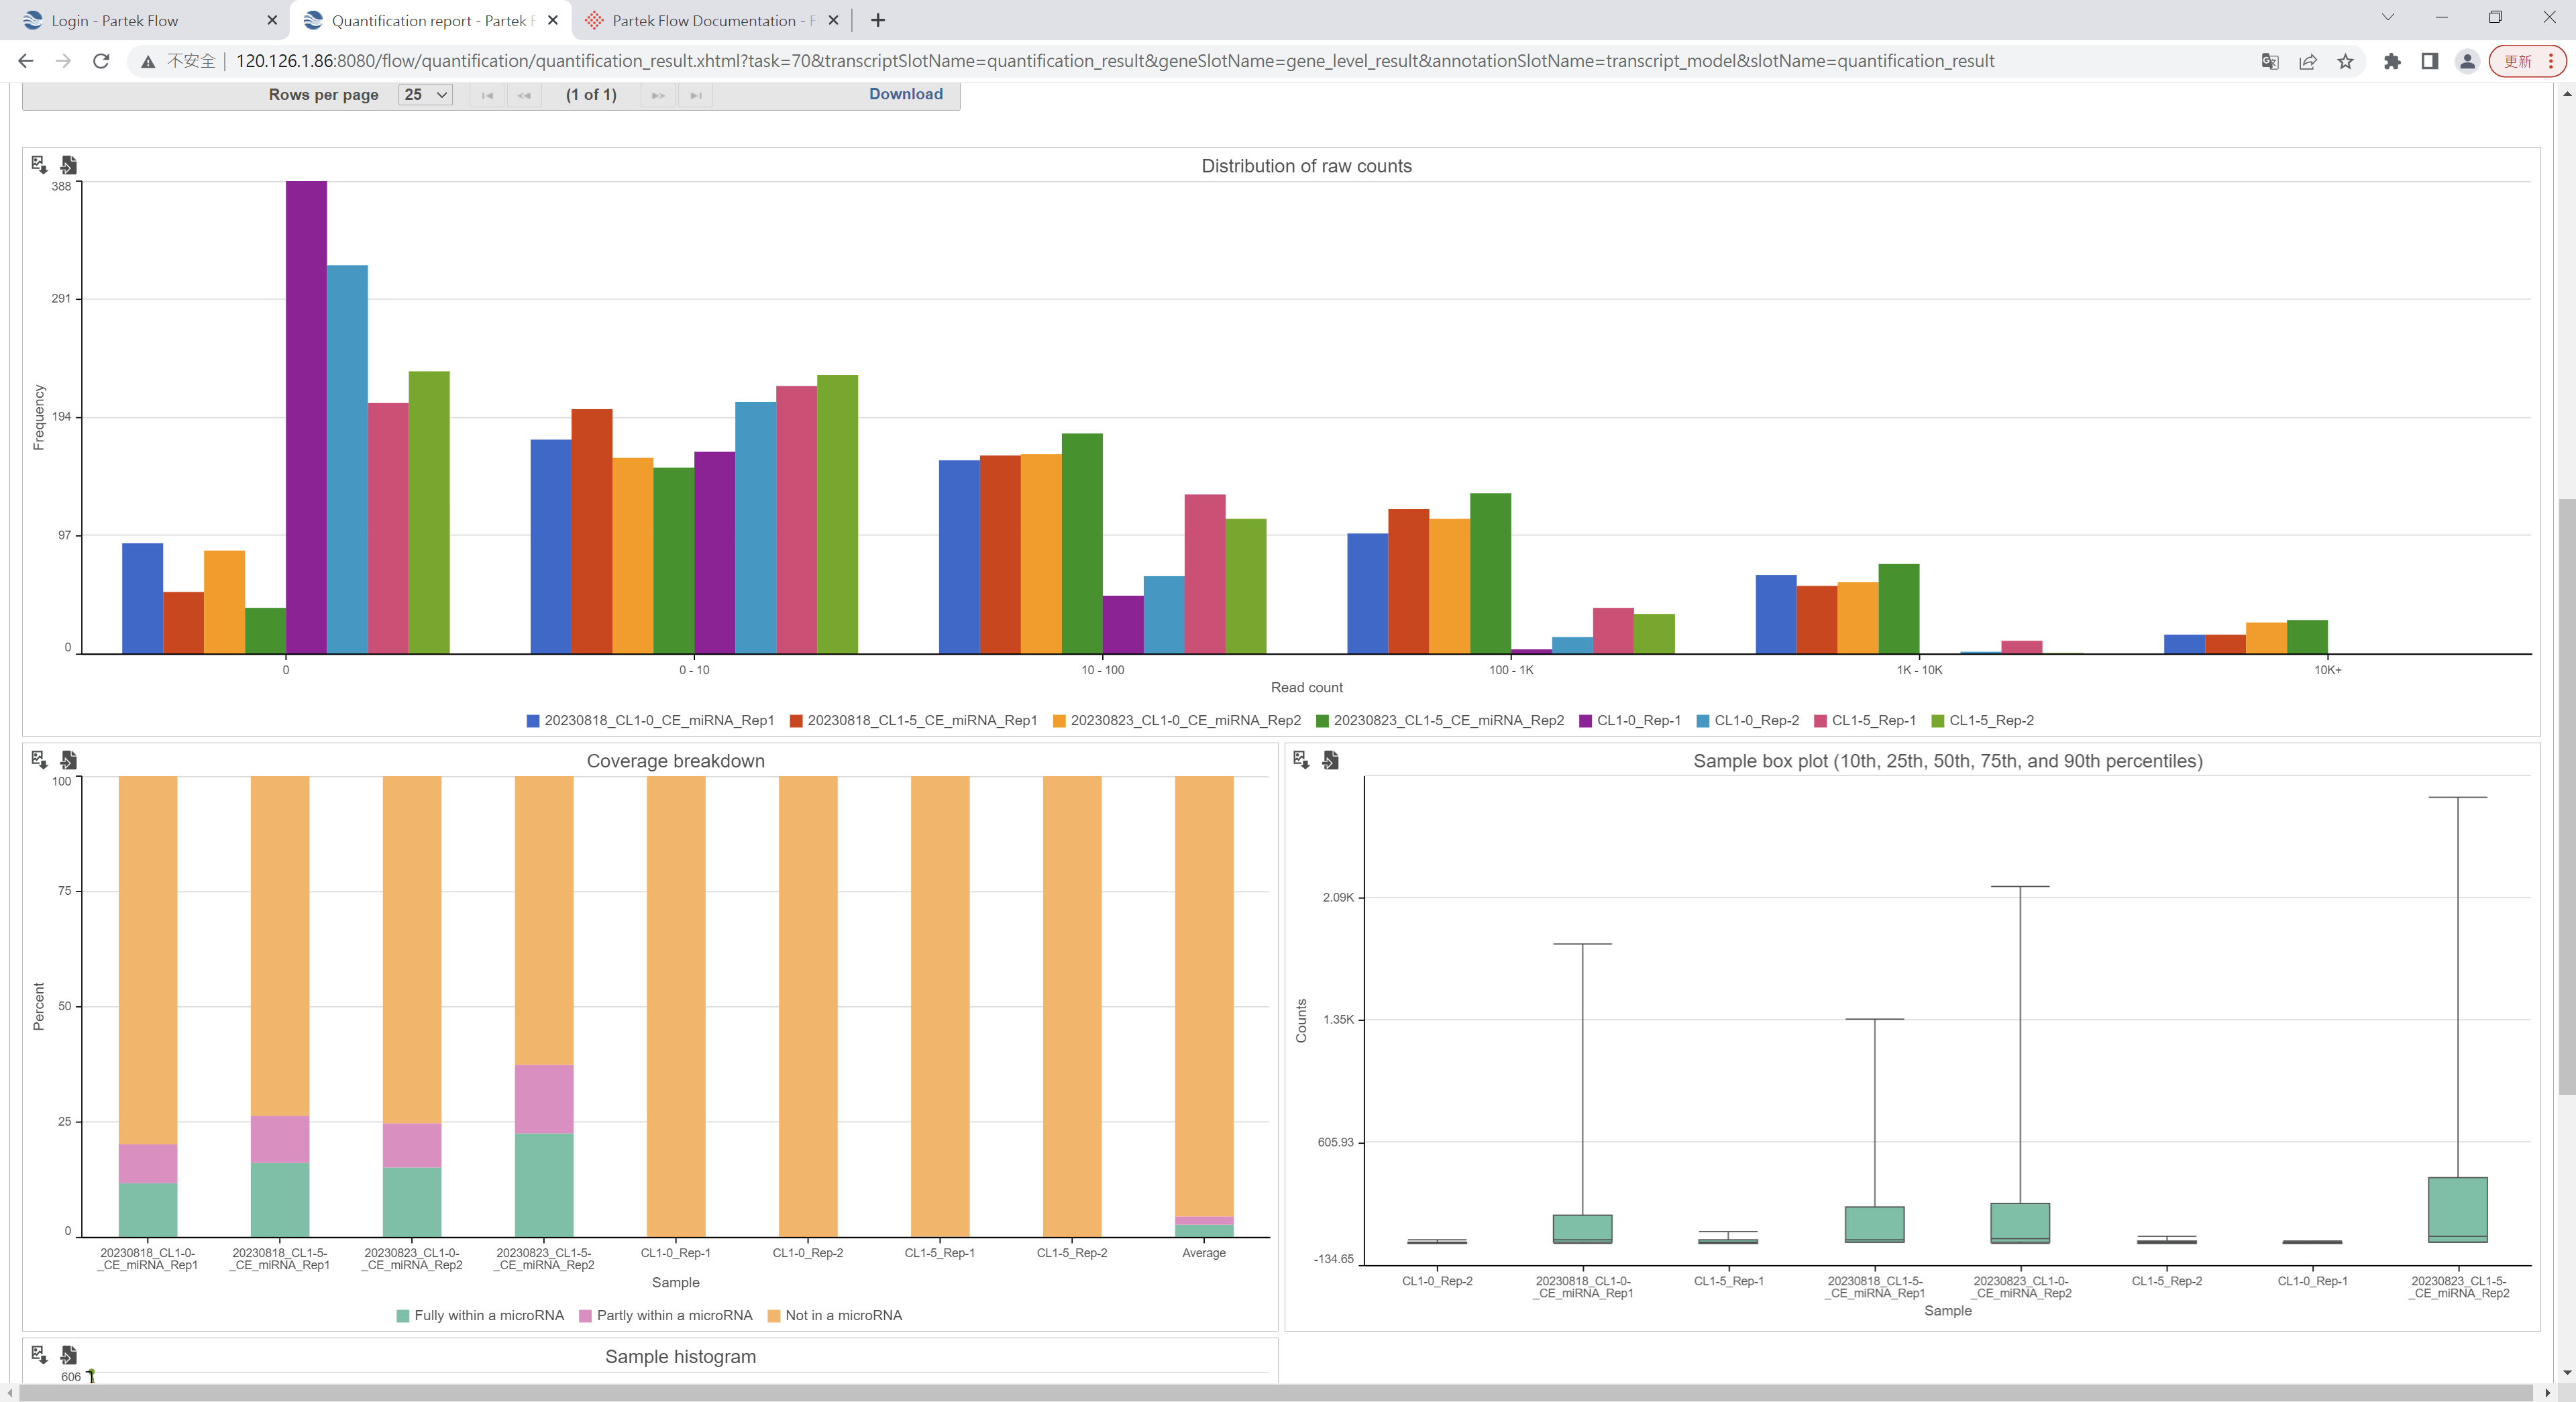 Login - Partek Flow
Quantification report - Partek F
Partek Flow Documentation - F
不安全 | 120.126.1.86:8080/flow/quantification/quantification_result.xhtml?task=70&transcriptSlotName=quantification_result&geneSlotName=gene_level_result&annotationSlotName=transcript_model&slotName=quantification_result
更新
Rows per page 25 (1 of 1) Download
Distribution of raw counts
388
291
194
97
0
Frequency
0 0 - 10 10 - 100 100 - 1K 1K - 10K 10K+
Read count
20230818_CL1-0_CE_miRNA_Rep1 20230818_CL1-5_CE_miRNA_Rep1 20230823_CL1-0_CE_miRNA_Rep2 20230823_CL1-5_CE_miRNA_Rep2 CL1-0_Rep-1 CL1-0_Rep-2 CL1-5_Rep-1 CL1-5_Rep-2
Coverage breakdown
100
75
50
25
0
Percent
20230818_CL1-0-
_CE_miRNA_Rep1
20230818_CL1-5-
_CE_miRNA_Rep1
20230823_CL1-0-
_CE_miRNA_Rep2
20230823_CL1-5-
_CE_miRNA_Rep2
CL1-0_Rep-1
CL1-0_Rep-2
CL1-5_Rep-1
CL1-5_Rep-2
Average
Sample
Fully within a microRNA Partly within a microRNA Not in a microRNA
Sample box plot (10th, 25th, 50th, 75th, and 90th percentiles)
2.09K
1.35K
605.93
-134.65
Counts
CL1-0_Rep-2
20230818_CL1-0-
_CE_miRNA_Rep1
CL1-5_Rep-1
20230818_CL1-5-
_CE_miRNA_Rep1
20230823_CL1-0-
_CE_miRNA_Rep2
CL1-5_Rep-2
CL1-0_Rep-1
20230823_CL1-5-
_CE_miRNA_Rep2
Sample
Sample histogram
606